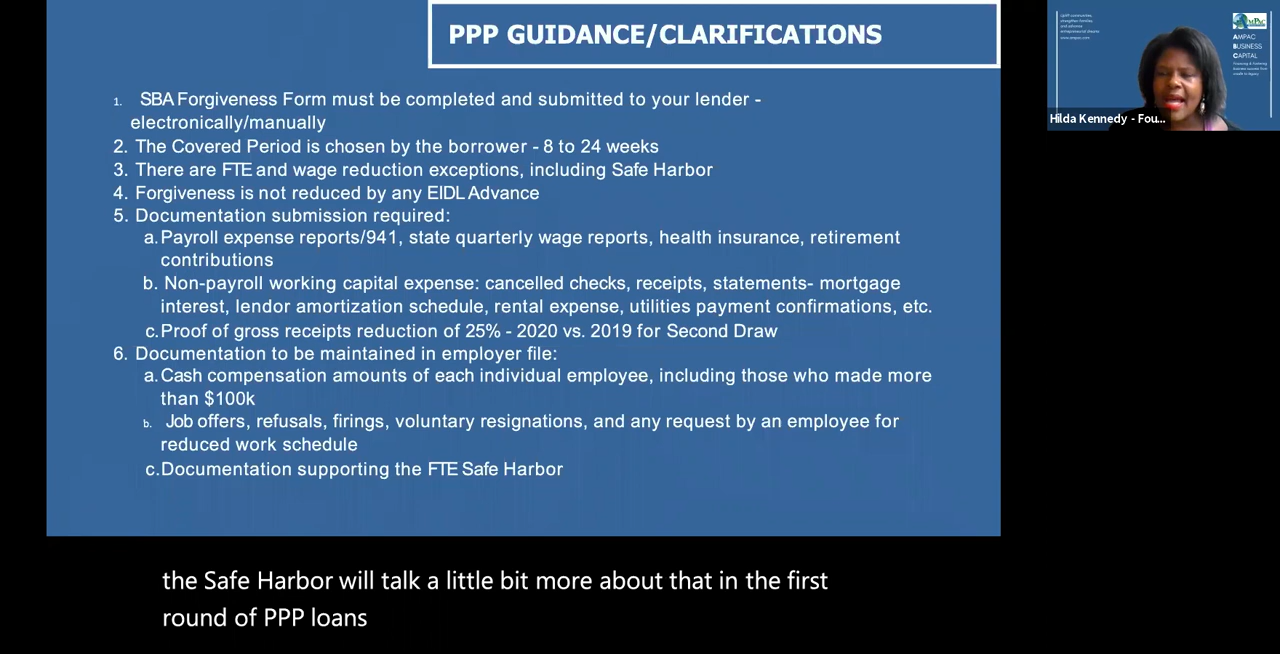 PPP GUIDANCE/CLARIFICATIONS
1. SBA Forgiveness Form must be completed and submitted to your lender -
electronically/manually
2. The Covered Period is chosen by the borrower - 8 to 24 weeks
3. There are FTE and wage reduction exceptions, including Safe Harbor
4. Forgiveness is not reduced by any EIDL Advance
5. Documentation submission required:
a. Payroll expense reports/941, state quarterly wage reports, health insurance, retirement
contributions
b. Non-payroll working capital expense: cancelled checks, receipts, statements- mortgage
interest, lendor amortization schedule, rental expense, utilities payment confirmations, etc.
c. Proof of gross receipts reduction of 25% - 2020 vs. 2019 for Second Draw
6. Documentation to be maintained in employer file:
a. Cash compensation amounts of each individual employee, including those who made more
than $100k
b. Job offers, refusals, firings, voluntary resignations, and any request by an employee for
reduced work schedule
c. Documentation supporting the FTE Safe Harbor
AMPAC
BUSINESS
CAPITAL
Hilda Kennedy - Fou...
the Safe Harbor will talk a little bit more about that in the first
round of PPP loans